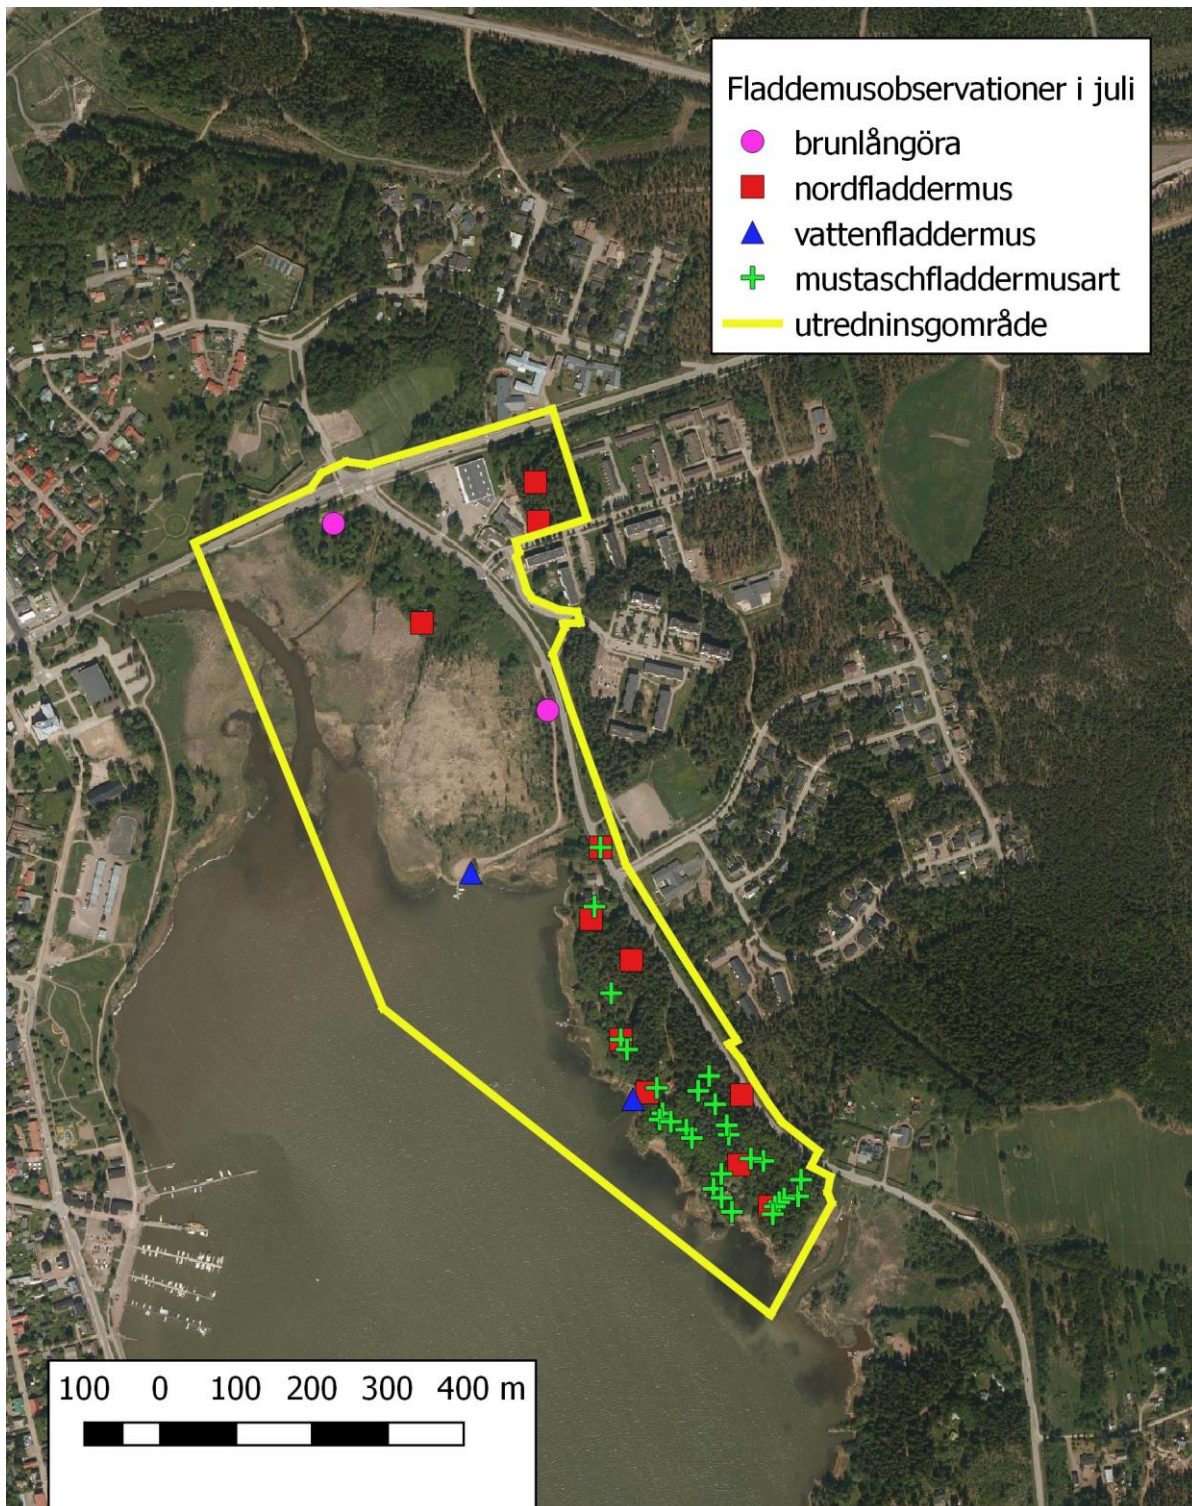 Fladdemusobservationer i juli
brunlångöra
nordfladdermus
vattenfladdermus
mustaschfladdermusart
utredninsgområde
100 0 100 200 300 400 m